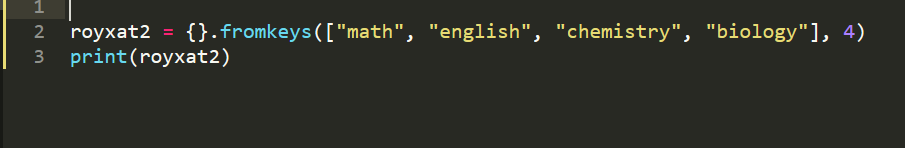 1
2 royxat2 = {}.fromkeys(["math", "english", "chemistry", "biology"], 4)
3 print(royxat2)